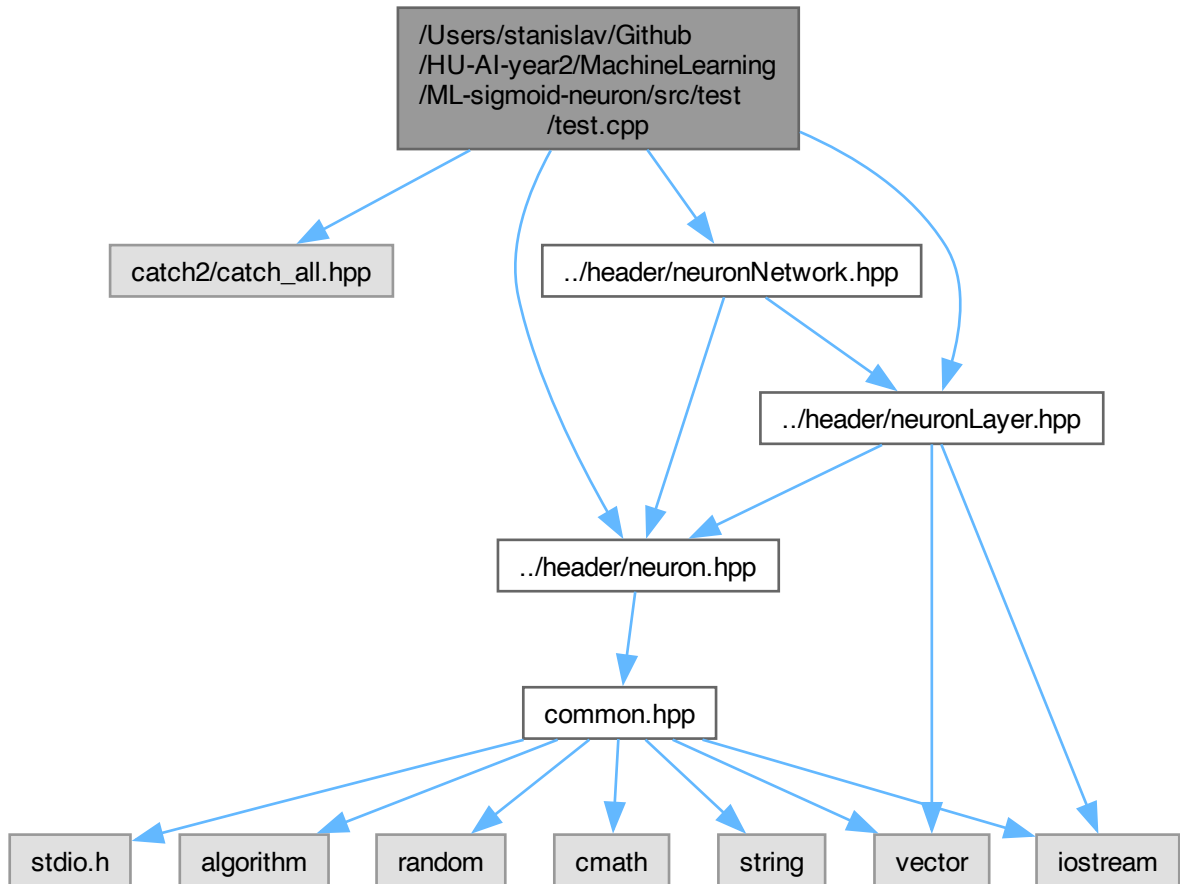 /Users/stanislav/Github
/HU-AI-year2/MachineLearning
/ML-sigmoid-neuron/src/test
/test.cpp
catch2/catch_all.hpp
../header/neuronNetwork.hpp
../header/neuronLayer.hpp
../header/neuron.hpp
common.hpp
stdio.h
algorithm
random
cmath
string
vector
iostream